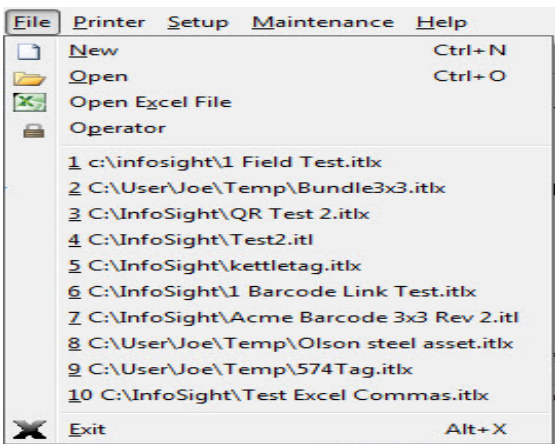 File Printer Setup Maintenance Help
New Ctrl+N
Open Ctrl+O
Open Excel File
Operator
1 c:\infosight\1 Field Test.itlx
2 C:\User\Joe\Temp\Bundle3x3.itlx
3 C:\InfoSight\QR Test 2.itlx
4 C:\InfoSight\Test2.itl
5 C:\InfoSight\kettletag.itlx
6 C:\InfoSight\1 Barcode Link Test.itlx
7 C:\InfoSight\Acme Barcode 3x3 Rev 2.itl
8 C:\User\Joe\Temp\Olson steel asset.itlx
9 C:\User\Joe\Temp\574Tag.itlx
10 C:\InfoSight\Test Excel Commas.itlx
Exit Alt+X